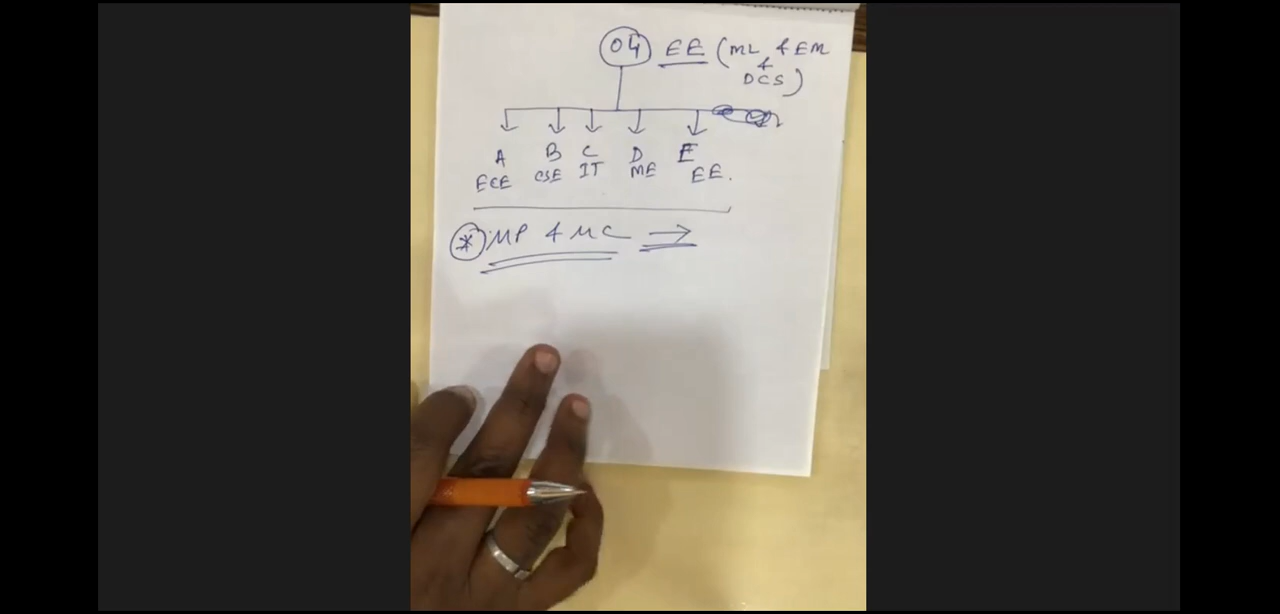 04 EE (ML & EM
& DCS)
A B C D E
ECE CSE IT ME EE.
* MP & MC →